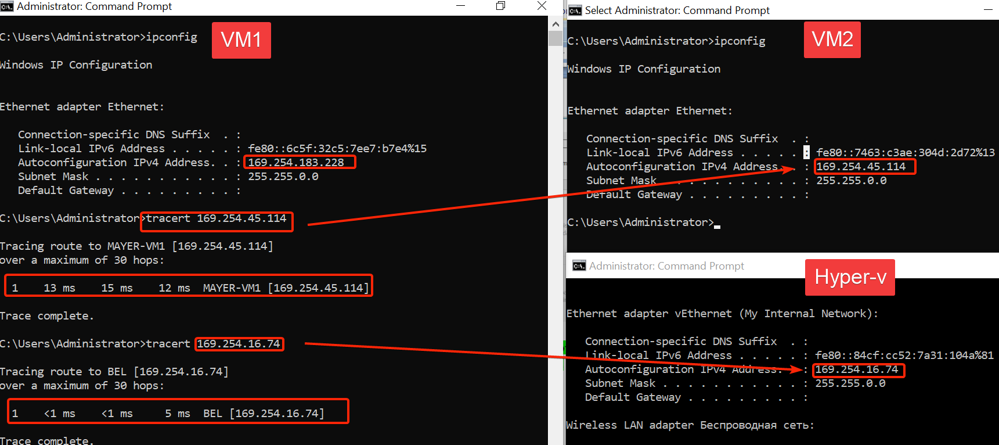 Administrator: Command Prompt
C:\Users\Administrator>ipconfig
VM1
Windows IP Configuration
Ethernet adapter Ethernet:
Connection-specific DNS Suffix  . :
Link-local IPv6 Address . . . . . : fe80::6c5f:32c5:7ee7:b7e4%15
Autoconfiguration IPv4 Address. . : 169.254.183.228
Subnet Mask . . . . . . . . . . . : 255.255.0.0
Default Gateway . . . . . . . . . :
C:\Users\Administrator>tracert 169.254.45.114
Tracing route to MAYER-VM1 [169.254.45.114]
over a maximum of 30 hops:
1    13 ms    15 ms    12 ms  MAYER-VM1 [169.254.45.114]
Trace complete.
C:\Users\Administrator>tracert 169.254.16.74
Tracing route to BEL [169.254.16.74]
over a maximum of 30 hops:
1    <1 ms    <1 ms     5 ms  BEL [169.254.16.74]
Trace complete.
Select Administrator: Command Prompt
C:\Users\Administrator>ipconfig
VM2
Windows IP Configuration
Ethernet adapter Ethernet:
Connection-specific DNS Suffix  . :
Link-local IPv6 Address . . . . . : fe80::7463:c3ae:304d:2d72%13
Autoconfiguration IPv4 Address. . : 169.254.45.114
Subnet Mask . . . . . . . . . . . : 255.255.0.0
Default Gateway . . . . . . . . . :
C:\Users\Administrator>
Administrator: Command Prompt
Hyper-v
Ethernet adapter vEthernet (My Internal Network):
Connection-specific DNS Suffix  . :
Link-local IPv6 Address . . . . . : fe80::84cf:cc52:7a31:104a%81
Autoconfiguration IPv4 Address. . : 169.254.16.74
Subnet Mask . . . . . . . . . . . : 255.255.0.0
Default Gateway . . . . . . . . . :
Wireless LAN adapter Беспроводная сеть: